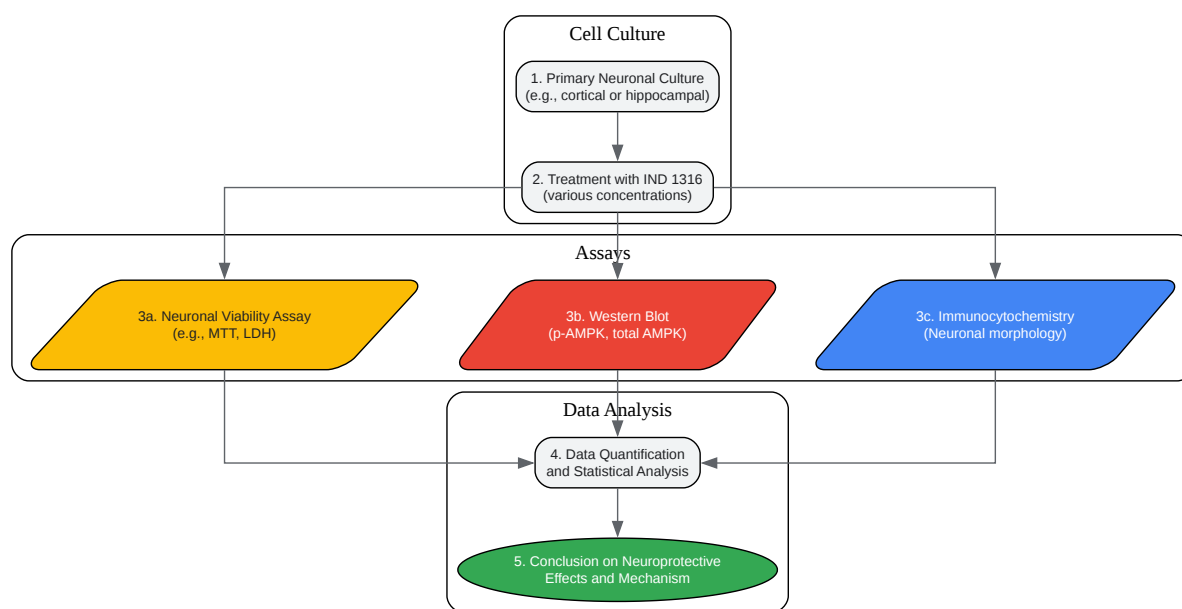 Cell Culture
1. Primary Neuronal Culture
(e.g., cortical or hippocampal)
2. Treatment with IND 1316
(various concentrations)
Assays
3a. Neuronal Viability Assay
(e.g., MTT, LDH)
3b. Western Blot
(p-AMPK, total AMPK)
3c. Immunocytochemistry
(Neuronal morphology)
Data Analysis
4. Data Quantification
and Statistical Analysis
5. Conclusion on Neuroprotective
Effects and Mechanism